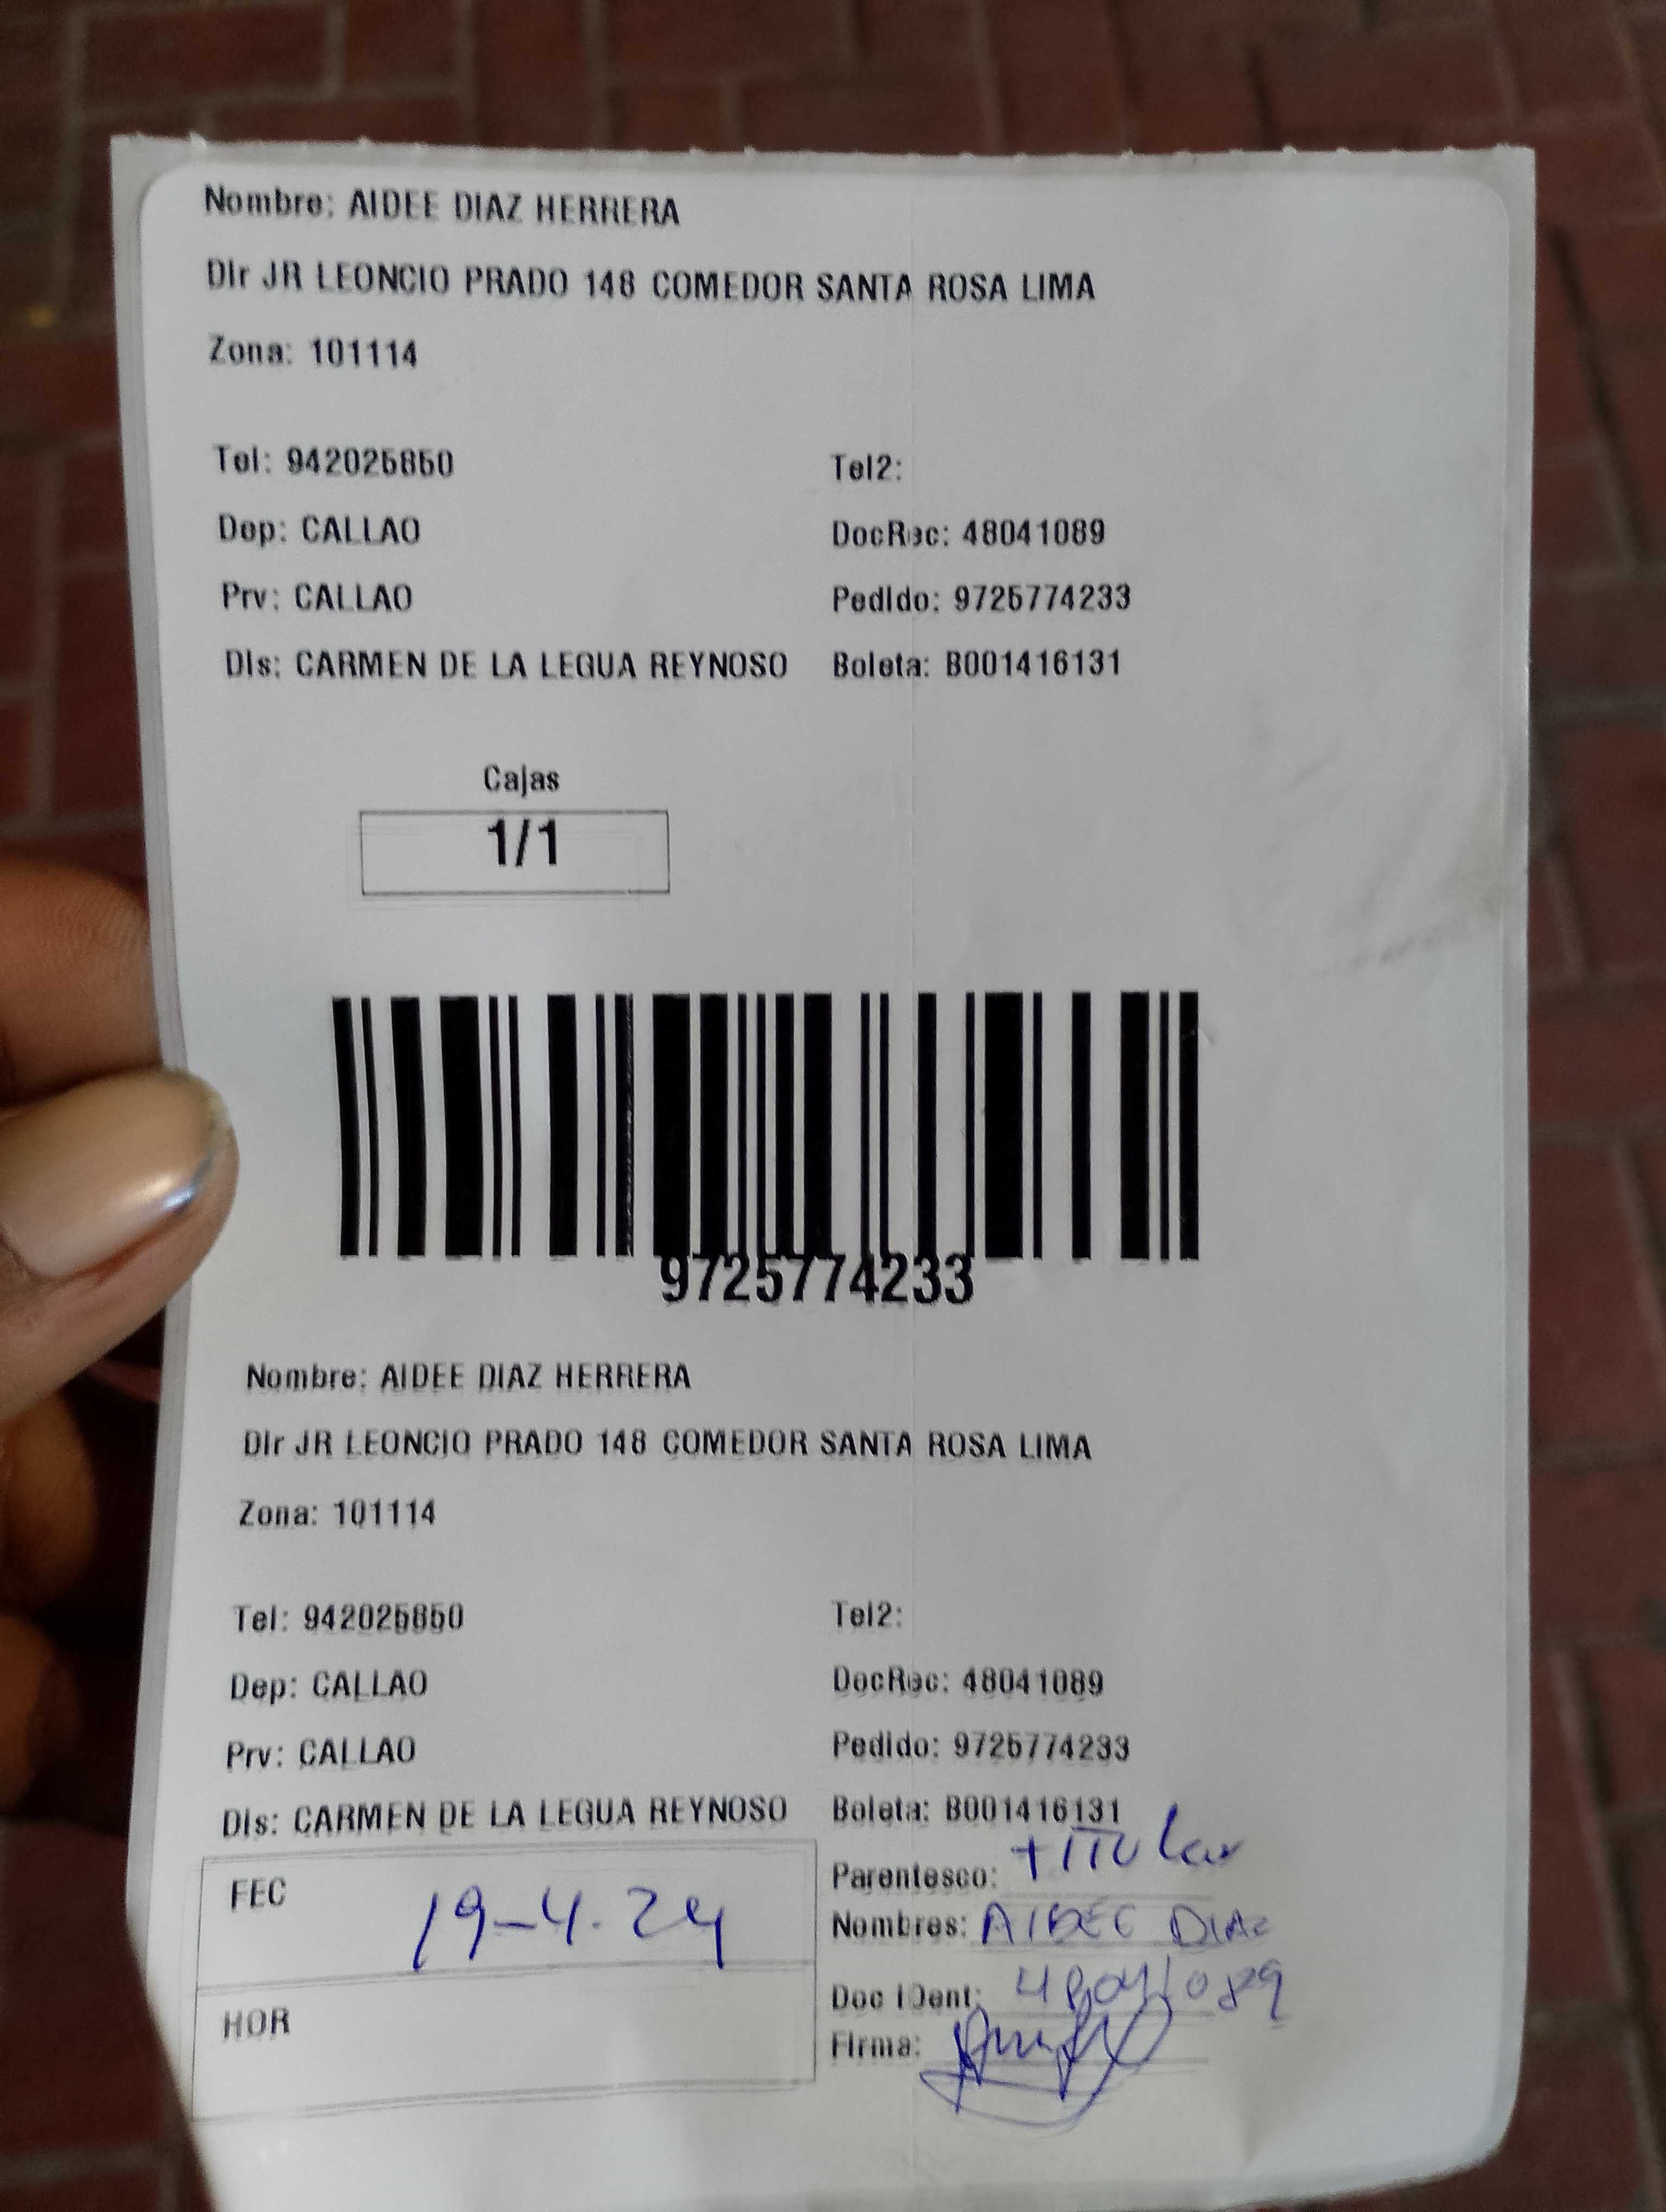 Nombre: AIDEE DIAZ HERRERA
Dir JR LEONCIO PRADO 148 COMEDOR SANTA ROSA LIMA
Zona: 101114
Tel: 942025850 Tel2:
Dep: CALLAO DocRec: 48041089
Prv: CALLAO Pedido: 9725774233
Dis: CARMEN DE LA LEGUA REYNOSO Boleta: B001416131
Cajas
1/1
9725774233
Nombre: AIDEE DIAZ HERRERA
Dir JR LEONCIO PRADO 148 COMEDOR SANTA ROSA LIMA
Zona: 101114
Tel: 942025850 Tel2:
Dep: CALLAO DocRec: 48041089
Prv: CALLAO Pedido: 9725774233
Dis: CARMEN DE LA LEGUA REYNOSO Boleta: B001416131
FEC 19-4.24
HOR
Parentesco: titular
Nombres: AIDEE DIAZ
Doc IDent: 48041089
Firma: